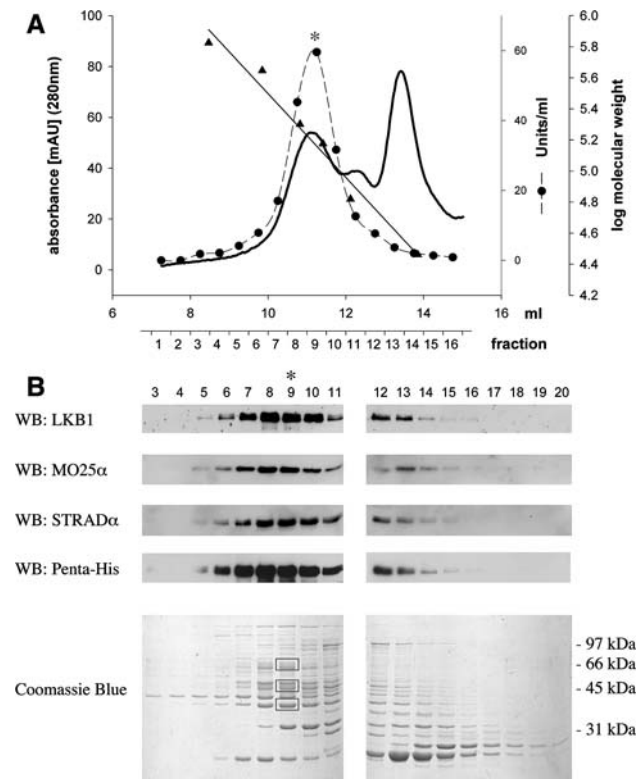 A
absorbance [mAU] (280nm)
100
80
60
40
20
0
*
60
40
20
0
Units/ml
6.0
5.8
5.6
5.4
5.2
5.0
4.8
4.6
4.4
4.2
log molecular weight
6 8 10 12 14 16
ml
1 2 3 4 5 6 7 8 9 10 11 12 13 14 15 16
fraction
B
*
3 4 5 6 7 8 9 10 11 12 13 14 15 16 17 18 19 20
WB: LKB1
WB: MO25α
WB: STRADα
WB: Penta-His
Coomassie Blue
- 97 kDa
- 66 kDa
- 45 kDa
- 31 kDa